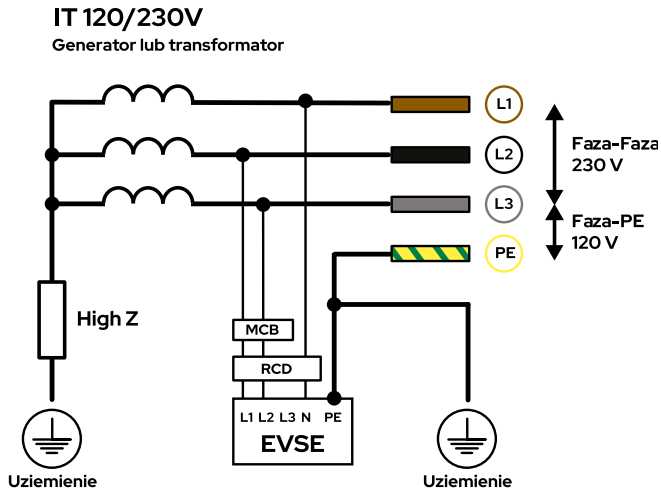 IT 120/230V
Generator lub transformator
L1
L2
Faza-Faza
230 V
L3
Faza-PE
120 V
PE
High Z
MCB
RCD
L1 L2 L3 N PE
EVSE
Uziemienie
Uziemienie